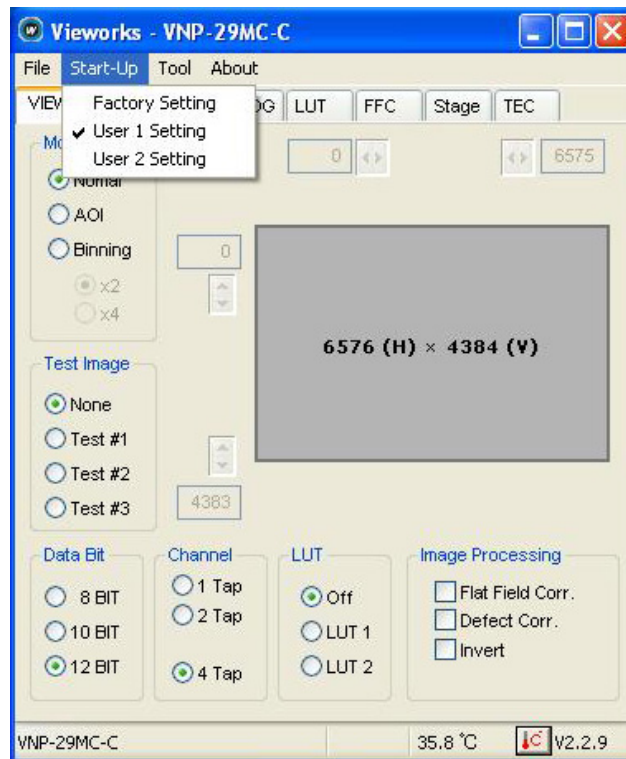 Vieworks - VNP-29MC-C
File Start-Up Tool About
Factory Setting
User 1 Setting
User 2 Setting
VIEW LUT FFC Stage TEC
0 6575
Normal
AOI
Binning
x2
x4
0
6576 (H) × 4384 (V)
4383
Test Image
None
Test #1
Test #2
Test #3
Data Bit
8 BIT
10 BIT
12 BIT
Channel
1 Tap
2 Tap
4 Tap
LUT
Off
LUT 1
LUT 2
Image Processing
Flat Field Corr.
Defect Corr.
Invert
VNP-29MC-C 35.8 ℃ V2.2.9